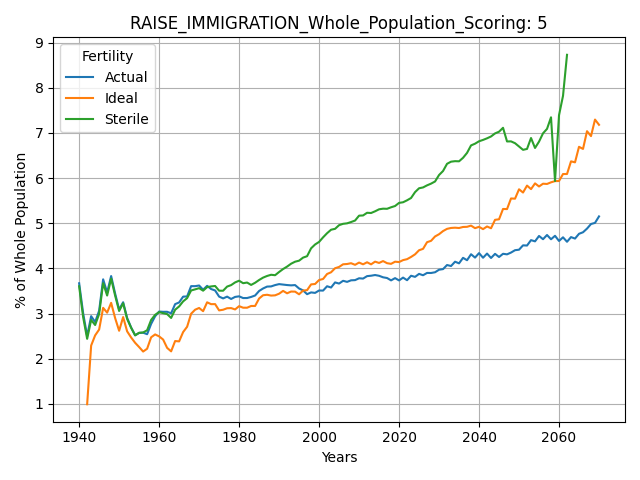 RAISE_IMMIGRATION_Whole_Population_Scoring: 5
Fertility
Actual
Ideal
Sterile
% of Whole Population
9
8
7
6
5
4
3
2
1
1940 1960 1980 2000 2020 2040 2060
Years